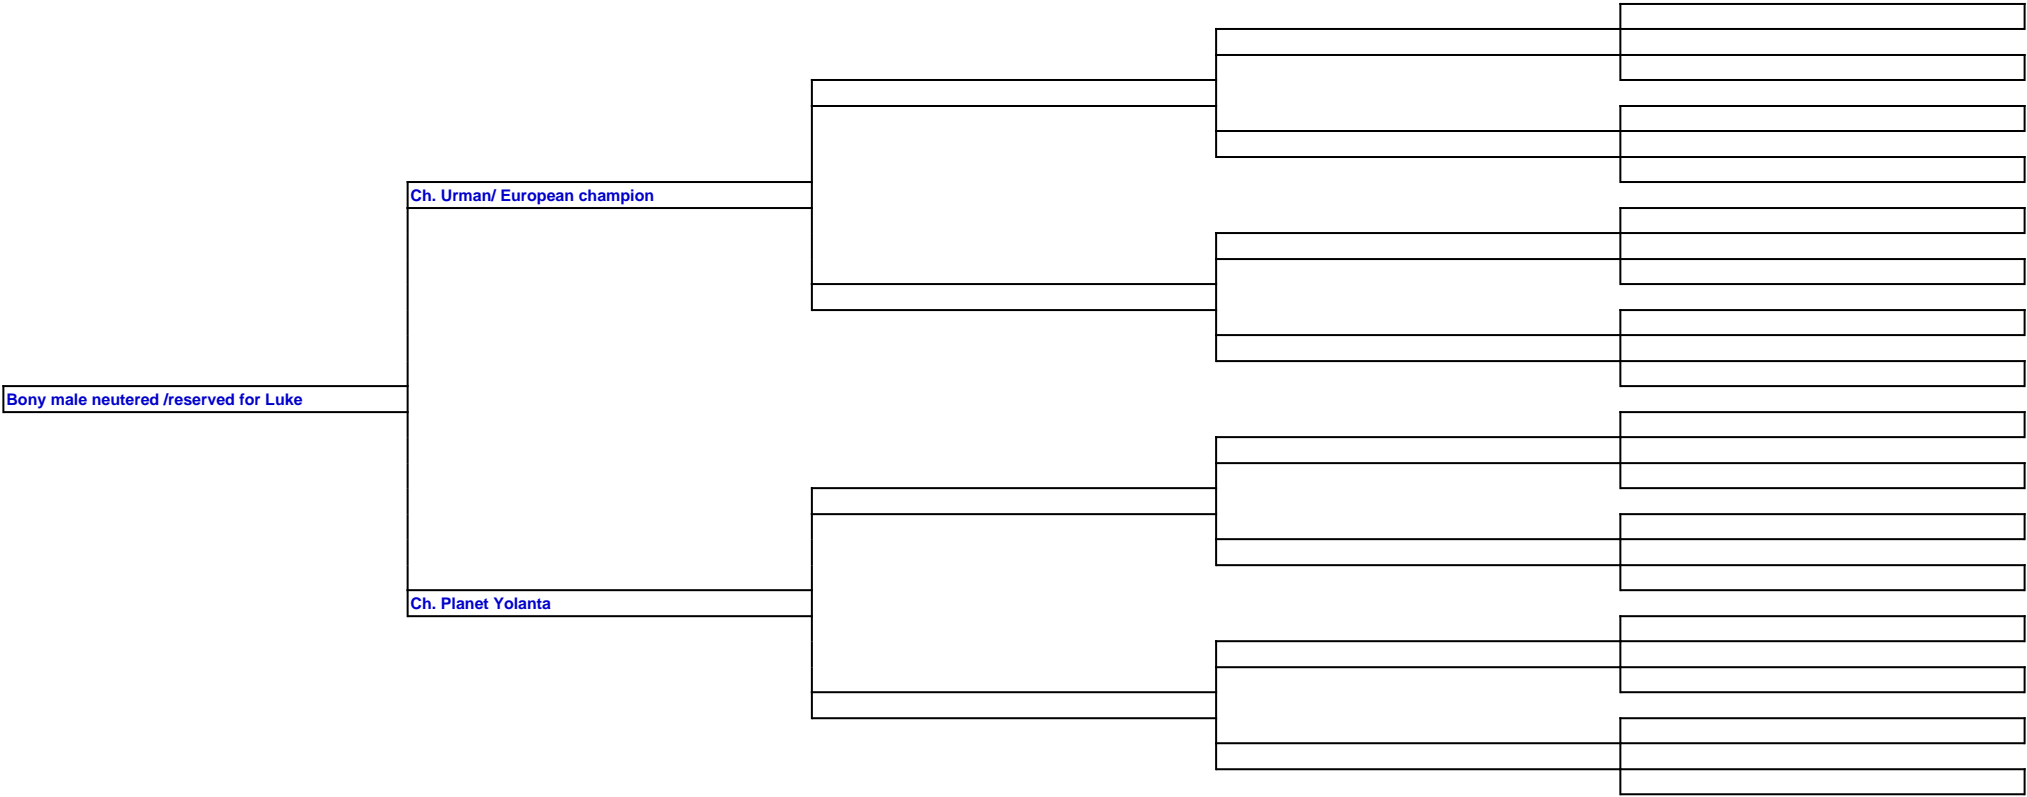 Ch. Urman/ European champion
Bony male neutered /reserved for Luke
Ch. Planet Yolanta